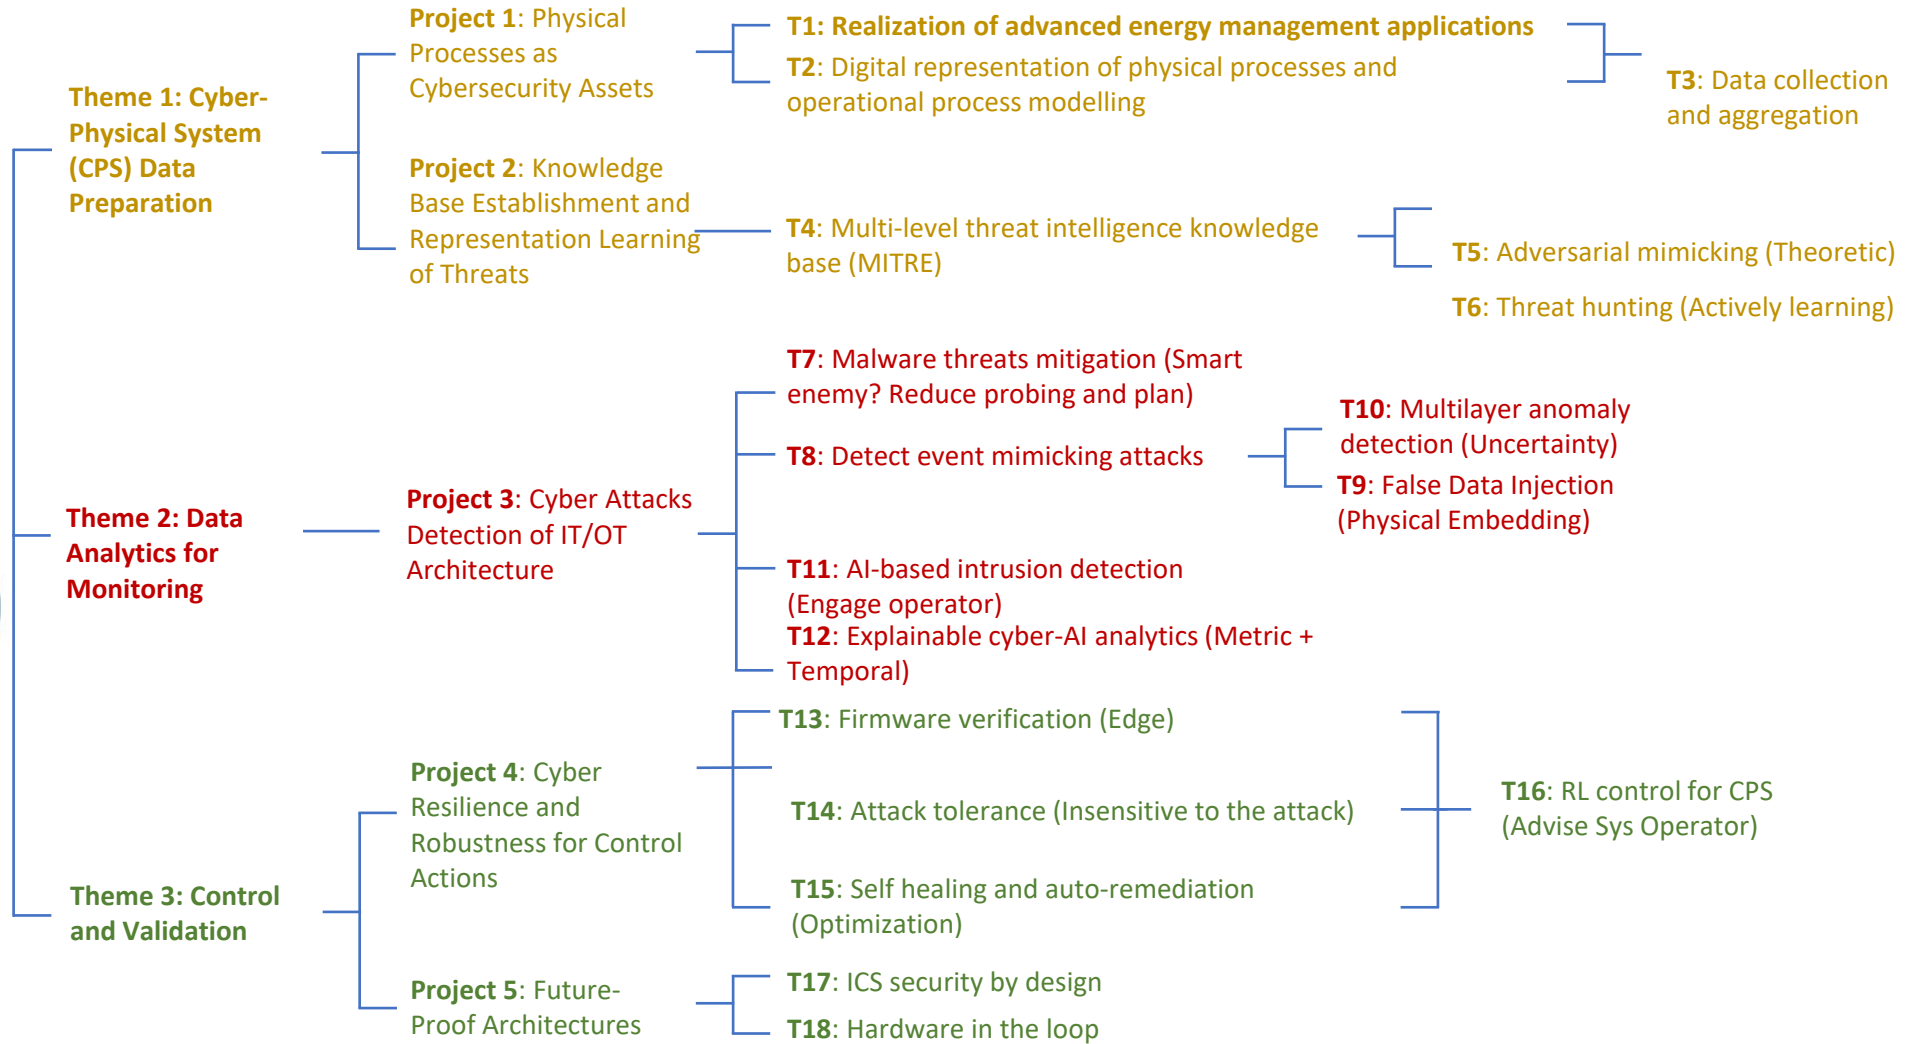 Theme 1: Cyber-
Physical System
(CPS) Data
Preparation
Project 1: Physical
Processes as
Cybersecurity Assets
T1: Realization of advanced energy management applications
T2: Digital representation of physical processes and
operational process modelling
T3: Data collection
and aggregation
Project 2: Knowledge
Base Establishment and
Representation Learning
of Threats
T4: Multi-level threat intelligence knowledge
base (MITRE)
T5: Adversarial mimicking (Theoretic)
T6: Threat hunting (Actively learning)
Theme 2: Data
Analytics for
Monitoring
Project 3: Cyber Attacks
Detection of IT/OT
Architecture
T7: Malware threats mitigation (Smart
enemy? Reduce probing and plan)
T8: Detect event mimicking attacks
T10: Multilayer anomaly
detection (Uncertainty)
T9: False Data Injection
(Physical Embedding)
T11: AI-based intrusion detection
(Engage operator)
T12: Explainable cyber-AI analytics (Metric +
Temporal)
Theme 3: Control
and Validation
Project 4: Cyber
Resilience and
Robustness for Control
Actions
T13: Firmware verification (Edge)
T14: Attack tolerance (Insensitive to the attack)
T15: Self healing and auto-remediation
(Optimization)
T16: RL control for CPS
(Advise Sys Operator)
Project 5: Future-
Proof Architectures
T17: ICS security by design
T18: Hardware in the loop